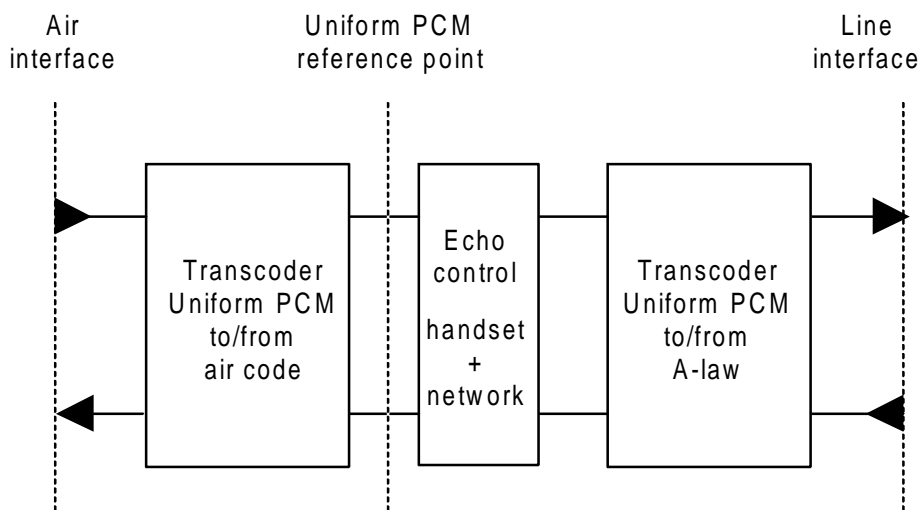 Air
interface
Uniform PCM
reference point
Line
interface
Transcoder
Uniform PCM
to/from
air code
Echo
control
handset
+
network
Transcoder
Uniform PCM
to/from
A-law